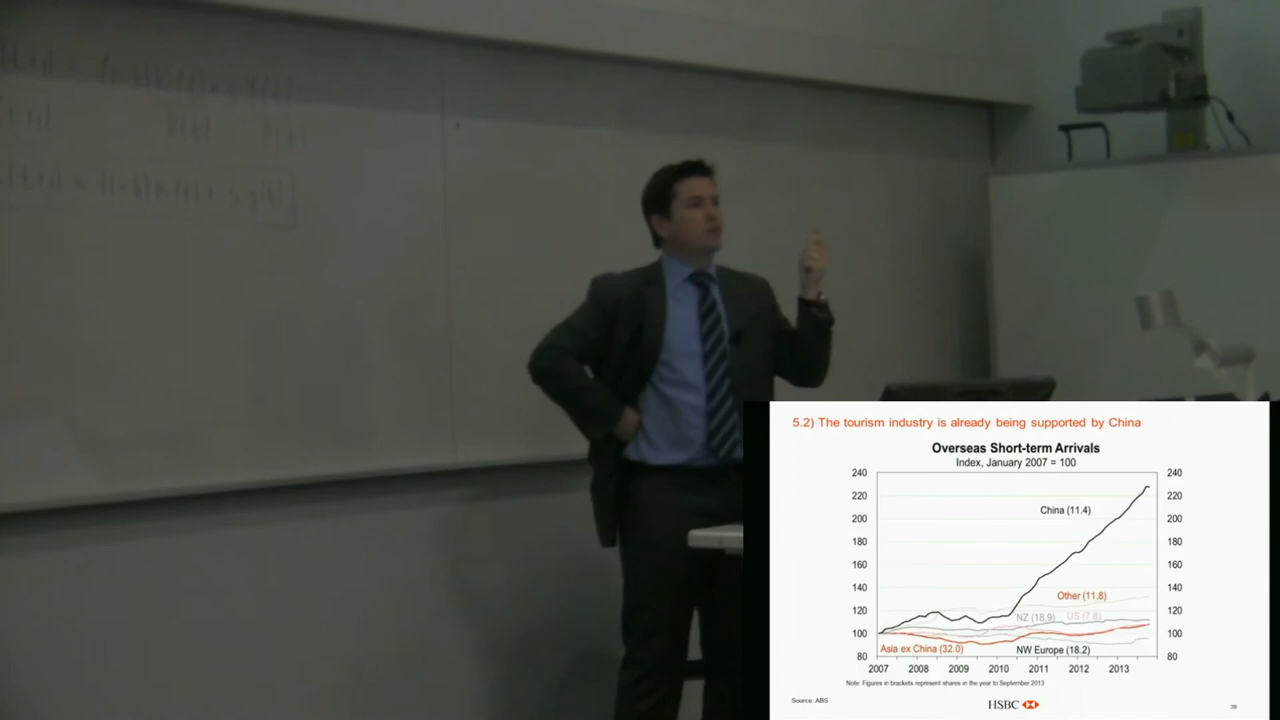 5.2) The tourism industry is already being supported by China
Overseas Short-term Arrivals
Index, January 2007 = 100
240
220
200
180
160
140
120
100
80
240
220
200
180
160
140
120
100
80
China (11.4)
Other (11.8)
NZ (18.9)
US (7.8)
Asia ex China (32.0)
NW Europe (18.2)
2007 2008 2009 2010 2011 2012 2013
Note: Figures in brackets represent shares in the year to September 2013
Source: ABS
HSBC